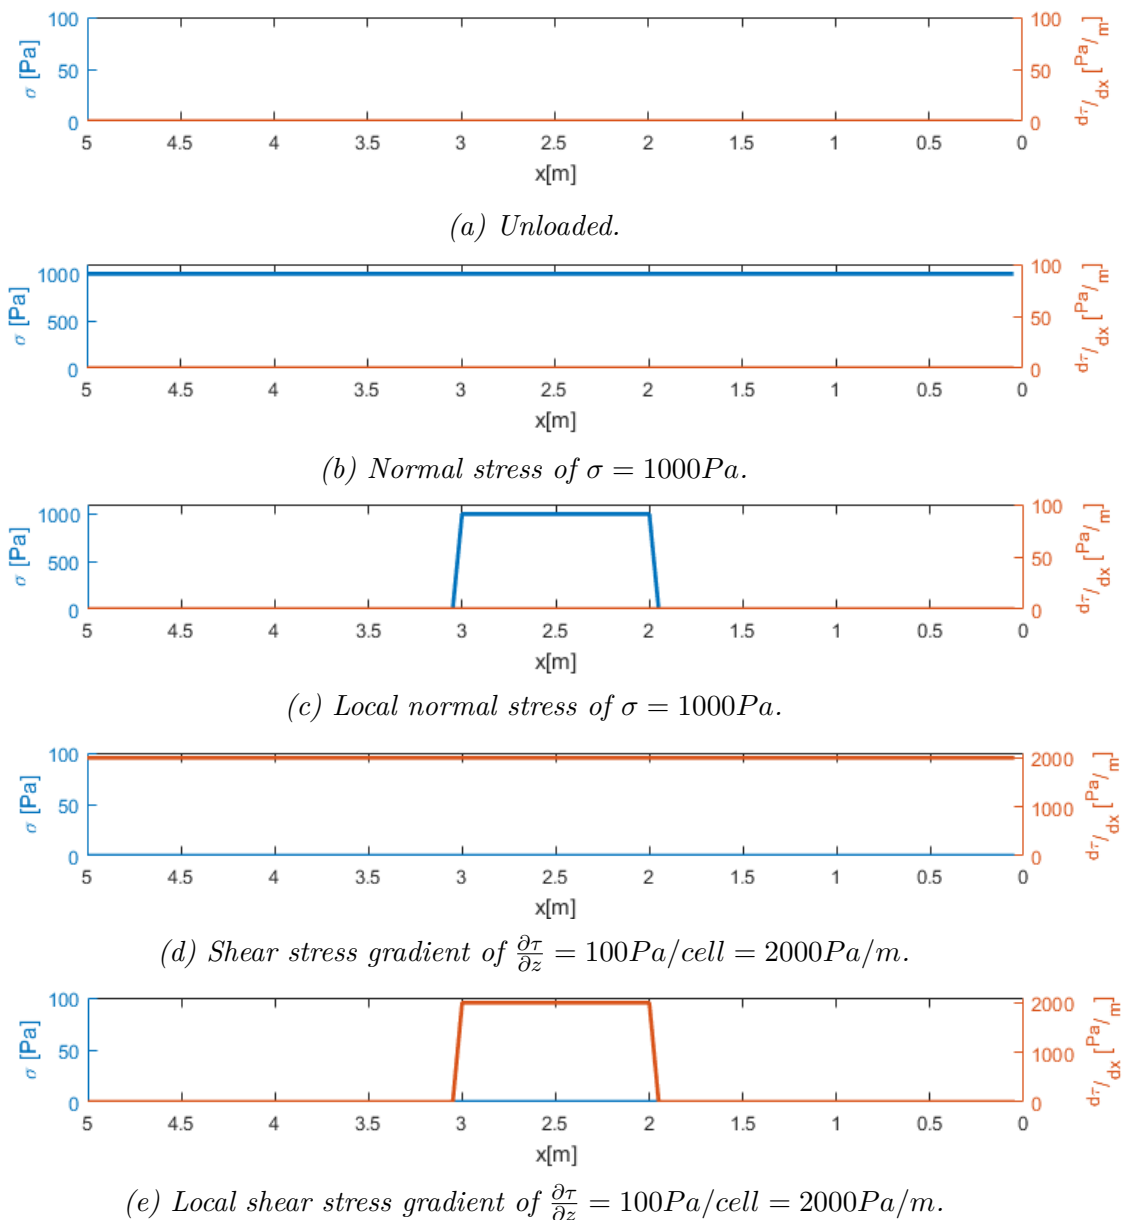 100 50 0 σ [Pa]
100 50 0 dτ/dx [Pa/m]
5 4.5 4 3.5 3 2.5 2 1.5 1 0.5 0
x[m]
(a) Unloaded.
1000 500 0 σ [Pa]
100 50 0 dτ/dx [Pa/m]
5 4.5 4 3.5 3 2.5 2 1.5 1 0.5 0
x[m]
(b) Normal stress of σ = 1000Pa.
1000 500 0 σ [Pa]
100 50 0 dτ/dx [Pa/m]
5 4.5 4 3.5 3 2.5 2 1.5 1 0.5 0
x[m]
(c) Local normal stress of σ = 1000Pa.
100 50 0 σ [Pa]
2000 1000 0 dτ/dx [Pa/m]
5 4.5 4 3.5 3 2.5 2 1.5 1 0.5 0
x[m]
(d) Shear stress gradient of ∂τ/∂z = 100Pa/cell = 2000Pa/m.
100 50 0 σ [Pa]
2000 1000 0 dτ/dx [Pa/m]
5 4.5 4 3.5 3 2.5 2 1.5 1 0.5 0
x[m]
(e) Local shear stress gradient of ∂τ/∂z = 100Pa/cell = 2000Pa/m.